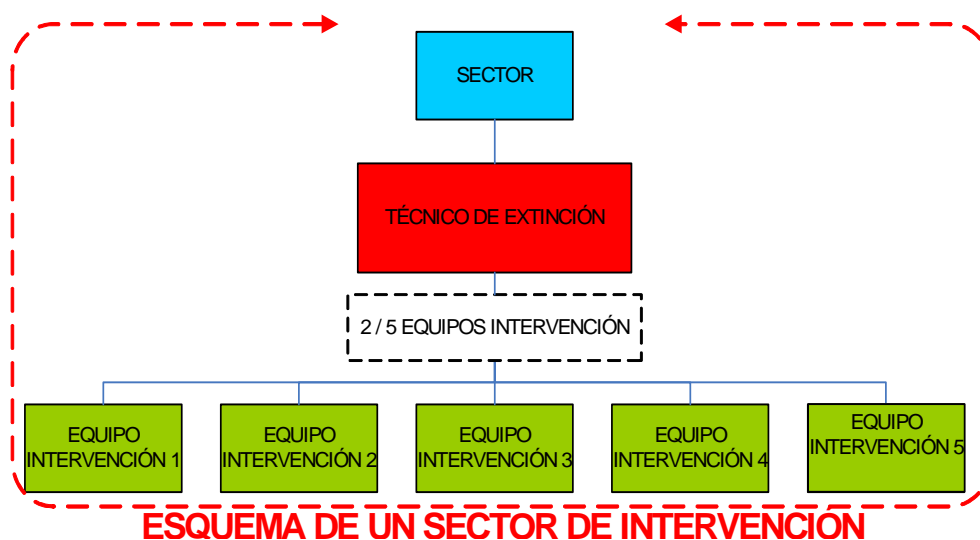 SECTOR
TÉCNICO DE EXTINCIÓN
2 / 5 EQUIPOS INTERVENCIÓN
EQUIPO
INTERVENCIÓN 1
EQUIPO
INTERVENCIÓN 2
EQUIPO
INTERVENCIÓN 3
EQUIPO
INTERVENCIÓN 4
EQUIPO
INTERVENCIÓN 5
ESQUEMA DE UN SECTOR DE INTERVENCIÓN